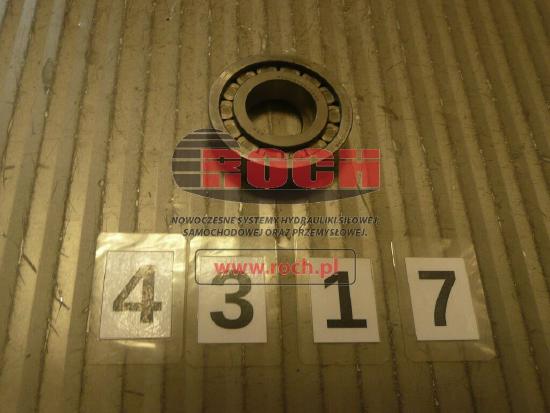 ROCH
NOWOCZESNE SYSTEMY HYDRAULIKI SIŁOWEJ
SAMOCHODOWEJ ORAZ PRZEMYSŁOWEJ.
www.roch.pl
4 3 1 7